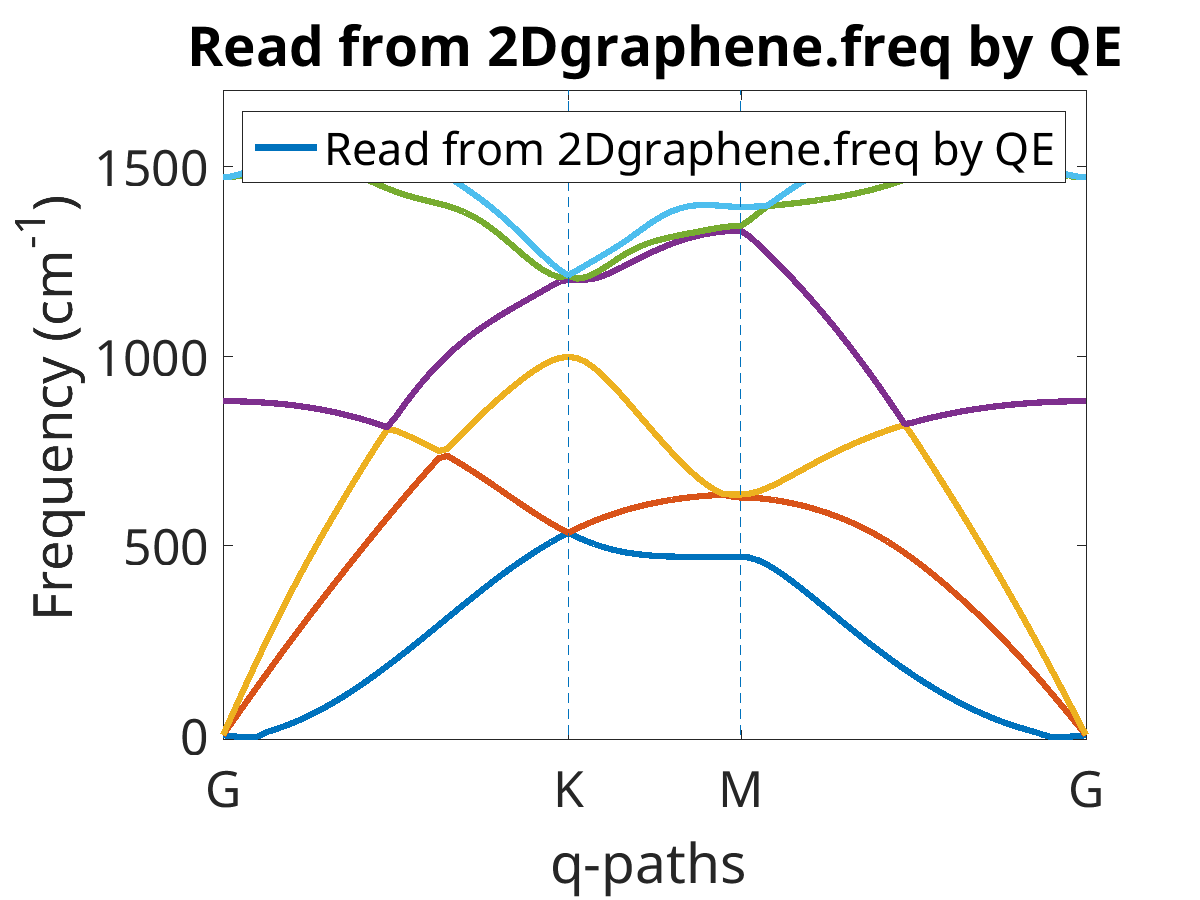 Read from 2Dgraphene.freq by QE
Read from 2Dgraphene.freq by QE
1500
1000
500
0
Frequency (cm-1)
G K M G
q-paths